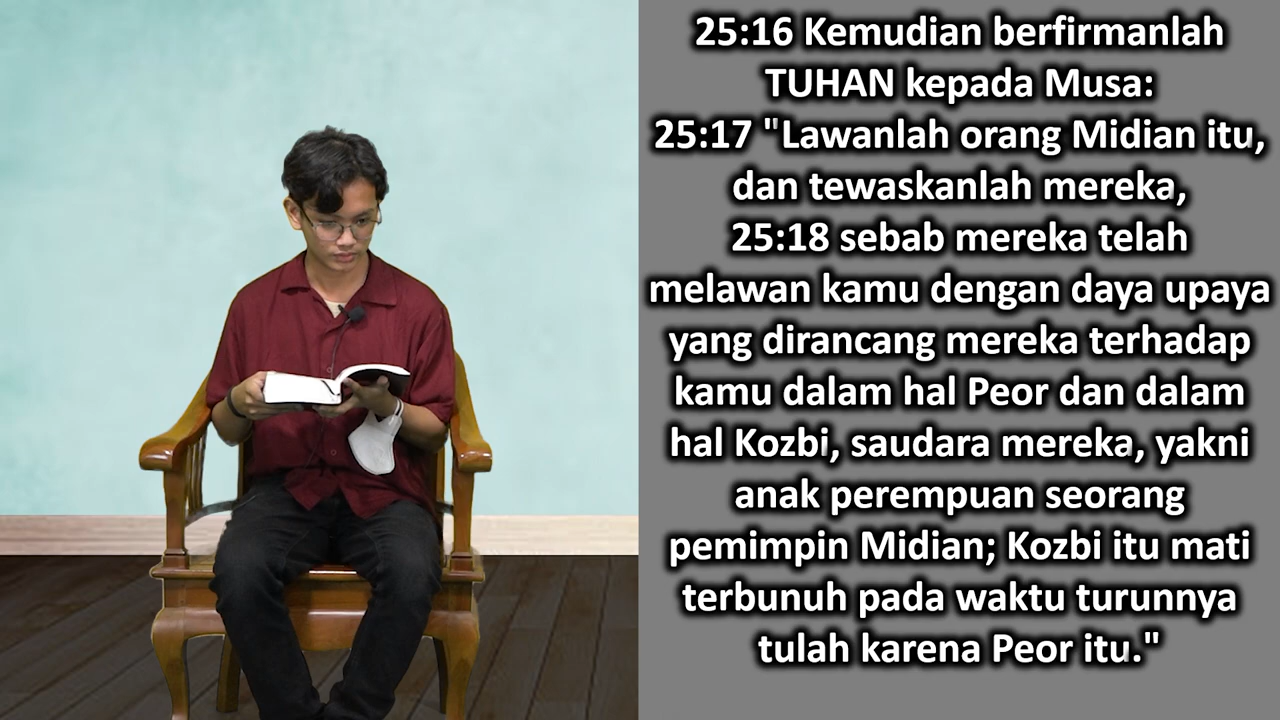 25:16 Kemudian berfirmanlah
TUHAN kepada Musa:
25:17 "Lawanlah orang Midian itu,
dan tewaskanlah mereka,
25:18 sebab mereka telah
melawan kamu dengan daya upaya
yang dirancang mereka terhadap
kamu dalam hal Peor dan dalam
hal Kozbi, saudara mereka, yakni
anak perempuan seorang
pemimpin Midian; Kozbi itu mati
terbunuh pada waktu turunnya
tulah karena Peor itu."